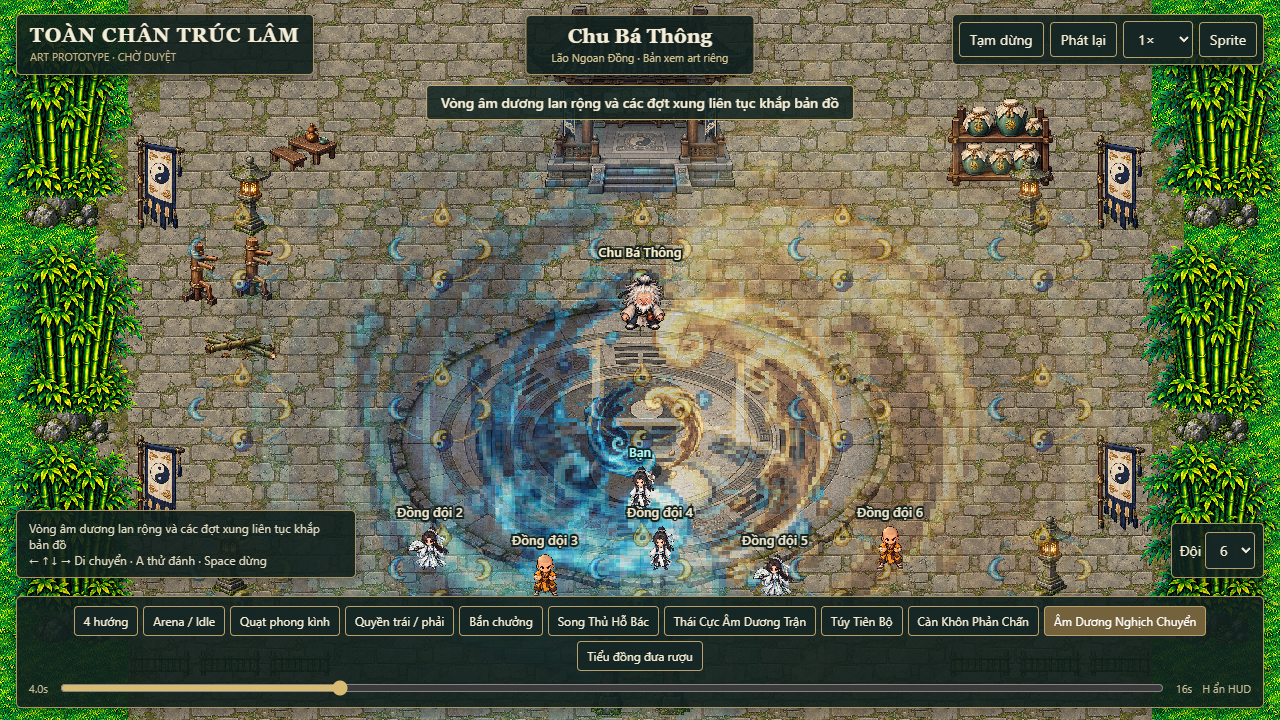 TOÀN CHÂN TRÚC LÂM
ART PROTOTYPE · CHỜ DUYỆT
Chu Bá Thông
Lão Ngoan Đồng · Bản xem art riêng
Tạm dừng
Phát lại
1×
Sprite
Vòng âm dương lan rộng và các đợt xung liên tục khắp bản đồ
Chu Bá Thông
Bạn
Đồng đội 2
Đồng đội 4
Đồng đội 6
Đồng đội 3
Đồng đội 5
Vòng âm dương lan rộng và các đợt xung liên tục khắp
bản đồ
←↑↓→ Di chuyển · A thử đánh · Space dừng
Đội
6
4 hướng
Arena / Idle
Quạt phong kình
Quyền trái / phải
Bắn chưởng
Song Thủ Hỗ Bác
Thái Cực Âm Dương Trận
Túy Tiên Bộ
Càn Khôn Phản Chấn
Âm Dương Nghịch Chuyển
Tiểu đồng đưa rượu
4.0s
16s
H ẩn HUD